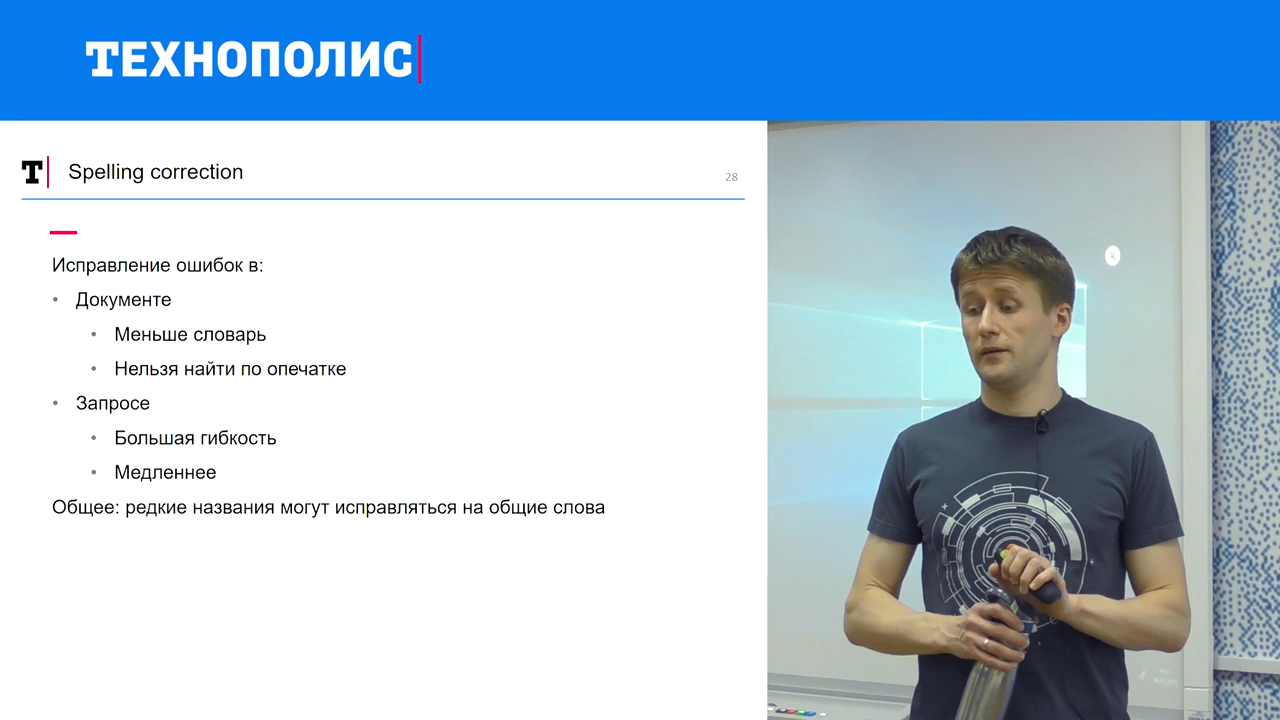 ТЕХНОПОЛИС
Т
Spelling correction
28
Исправление ошибок в:
• Документе
• Меньше словарь
• Нельзя найти по опечатке
• Запросе
• Большая гибкость
• Медленнее
Общее: редкие названия могут исправляться на общие слова